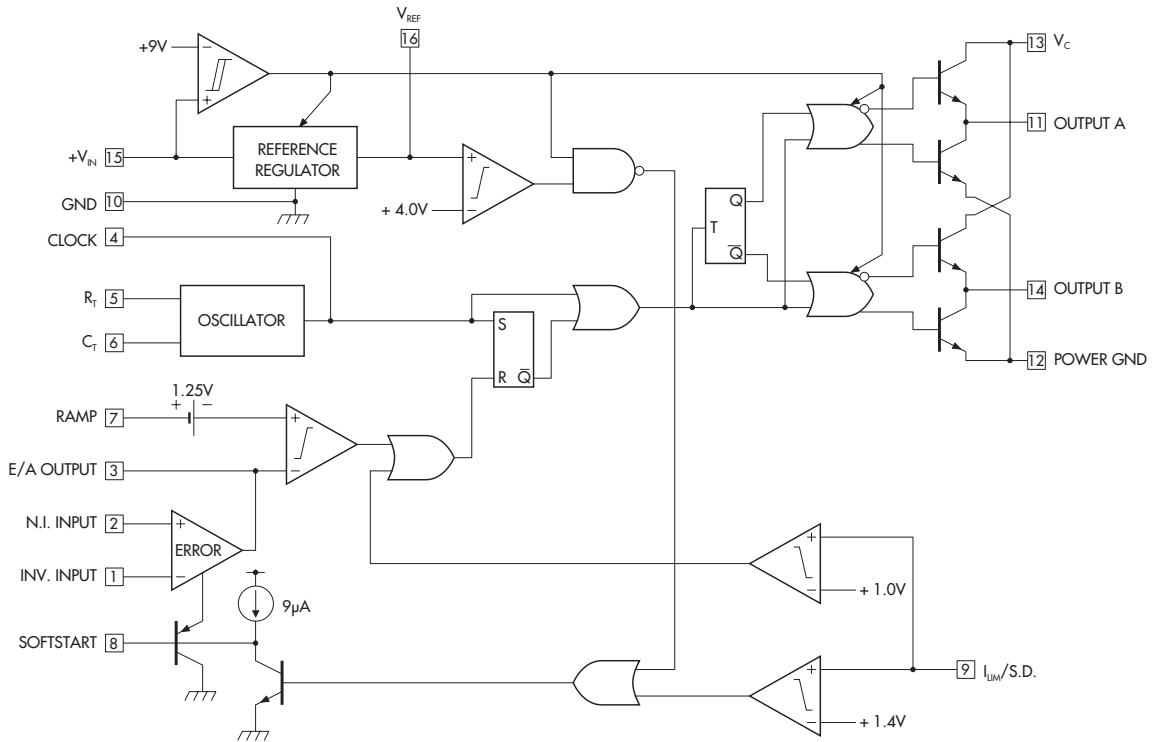 V_REF
16
+9V
−
+
13 V_C
11 OUTPUT A
+V_IN 15
REFERENCE
REGULATOR
+
−
+ 4.0V
GND 10
CLOCK 4
Q
T
Q̅
R_T 5
OSCILLATOR
C_T 6
S
R Q̅
14 OUTPUT B
12 POWER GND
1.25V
+ −
RAMP 7
+
−
E/A OUTPUT 3
N.I. INPUT 2
+
ERROR
INV. INPUT 1
−
9µA
SOFTSTART 8
+
−
+ 1.0V
+
−
+ 1.4V
9 I_LIM/S.D.